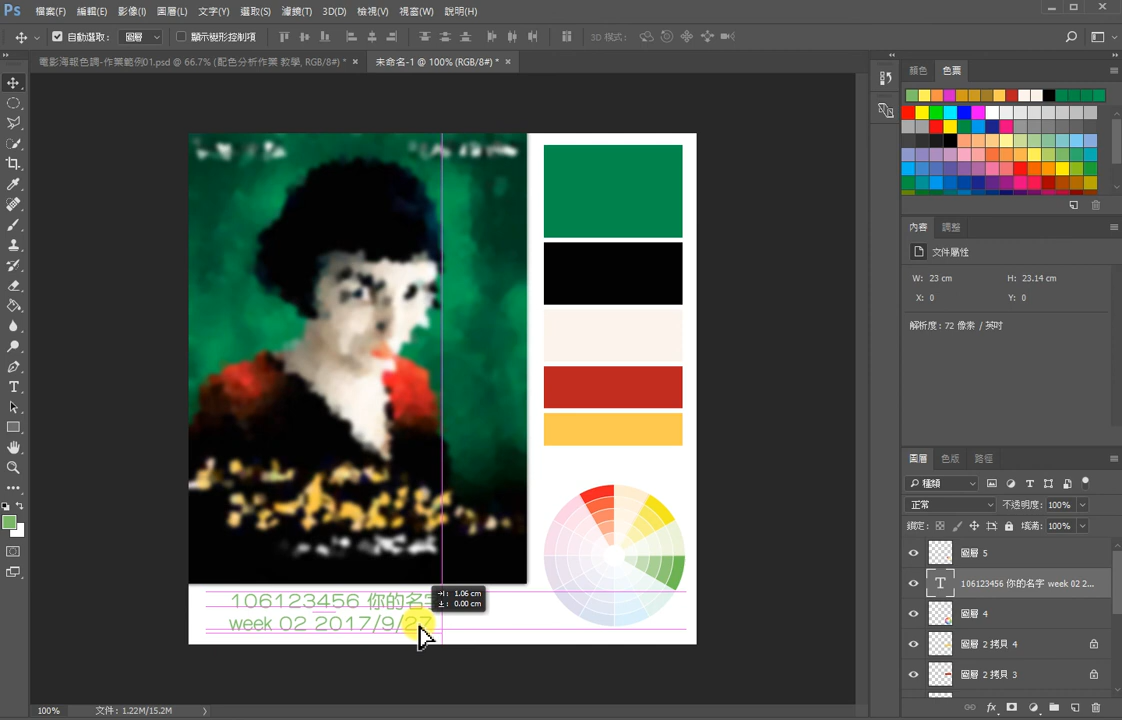 Ps 檔案(F) 編輯(E) 影像(I) 圖層(L) 文字(Y) 選取(S) 濾鏡(T) 3D(D) 檢視(V) 視窗(W) 說明(H)
自動選取： 圖層 顯示變形控制項 3D 模式：
電影海報色調-作業範例01.psd @ 66.7% (配色分析作業 教學, RGB/8#) * × 未命名-1 @ 100% (RGB/8#) * ×
顏色 色票
內容 調整
文件屬性
W: 23 cm H: 23.14 cm
X: 0 Y: 0
解析度: 72 像素 / 英吋
圖層 色版 路徑
種類
正常 不透明度: 100%
鎖定: 填滿: 100%
圖層 5
106123456 你的名字 week 02 2...
圖層 4
圖層 2 拷貝 4
圖層 2 拷貝 3
106123456 你的名字
week 02 2017/9/27
→H: 1.06 cm
↓: 0.00 cm
100% 文件: 1.22M/15.2M